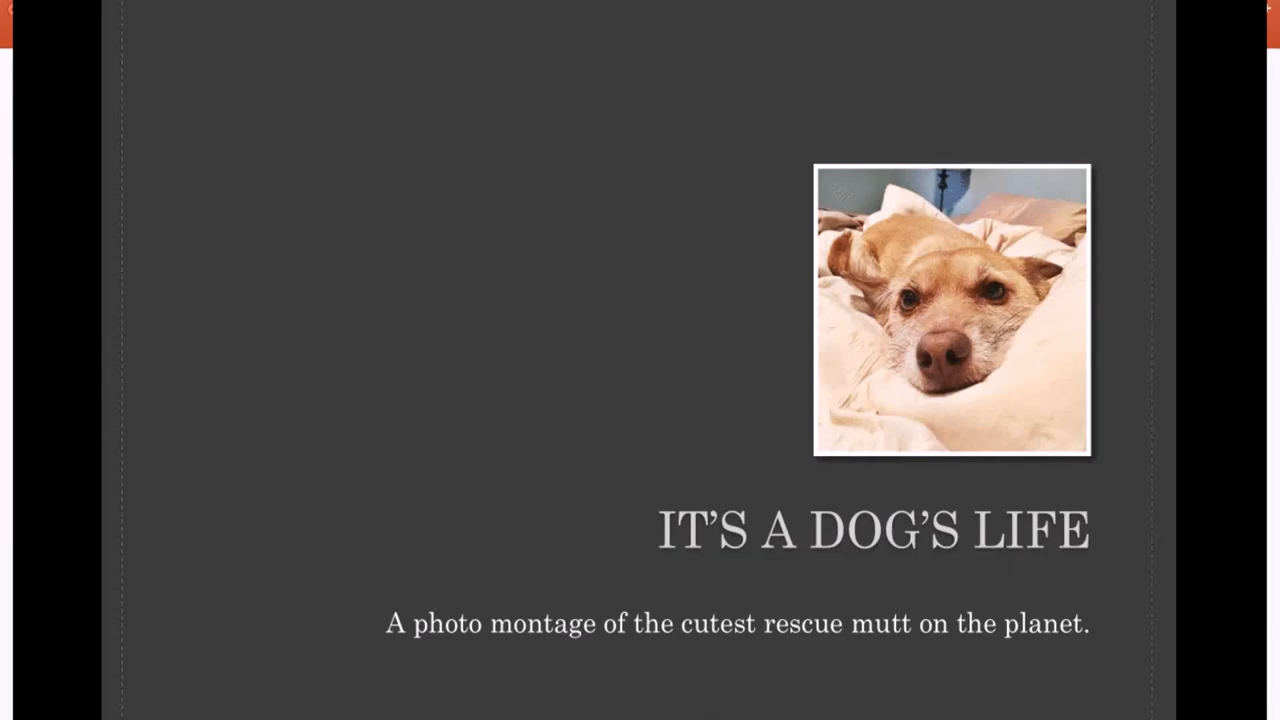 IT’S A DOG’S LIFE
A photo montage of the cutest rescue mutt on the planet.